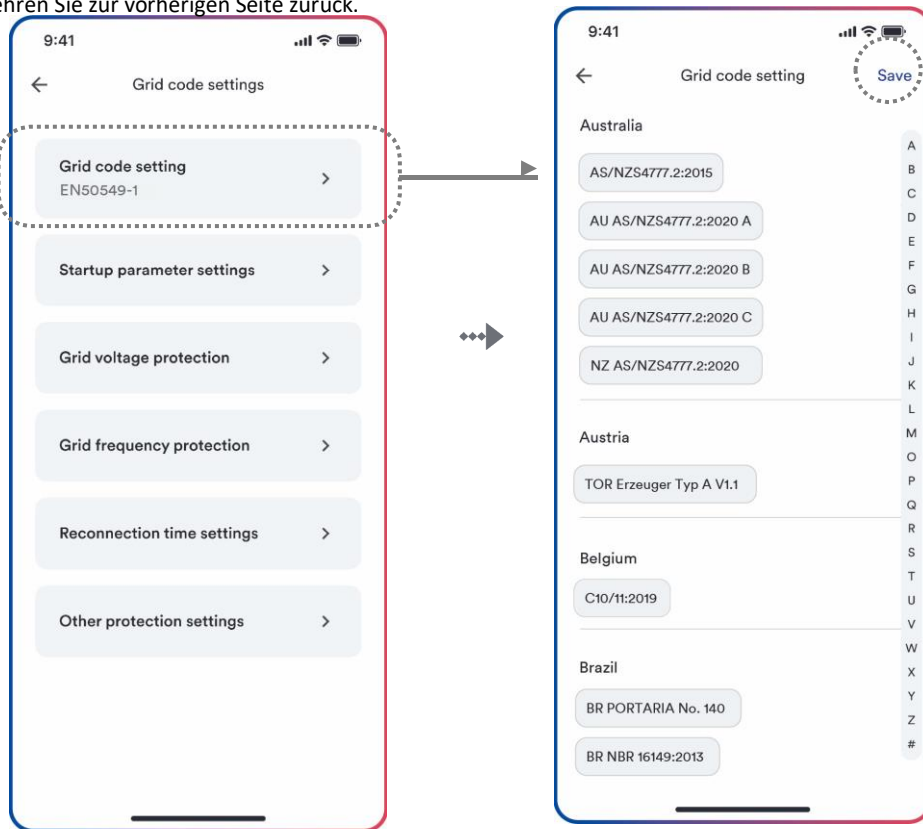 ehren Sie zur vorherigen Seite zurück.
9:41
Grid code settings
Grid code setting
EN50549-1
Startup parameter settings
Grid voltage protection
Grid frequency protection
Reconnection time settings
Other protection settings
9:41
Grid code setting
Save
Australia
AS/NZS4777.2:2015
AU AS/NZS4777.2:2020 A
AU AS/NZS4777.2:2020 B
AU AS/NZS4777.2:2020 C
NZ AS/NZS4777.2:2020
Austria
TOR Erzeuger Typ A V1.1
Belgium
C10/11:2019
Brazil
BR PORTARIA No. 140
BR NBR 16149:2013
A
B
C
D
E
F
G
H
I
J
K
L
M
O
P
Q
R
S
T
U
V
W
X
Y
Z
#